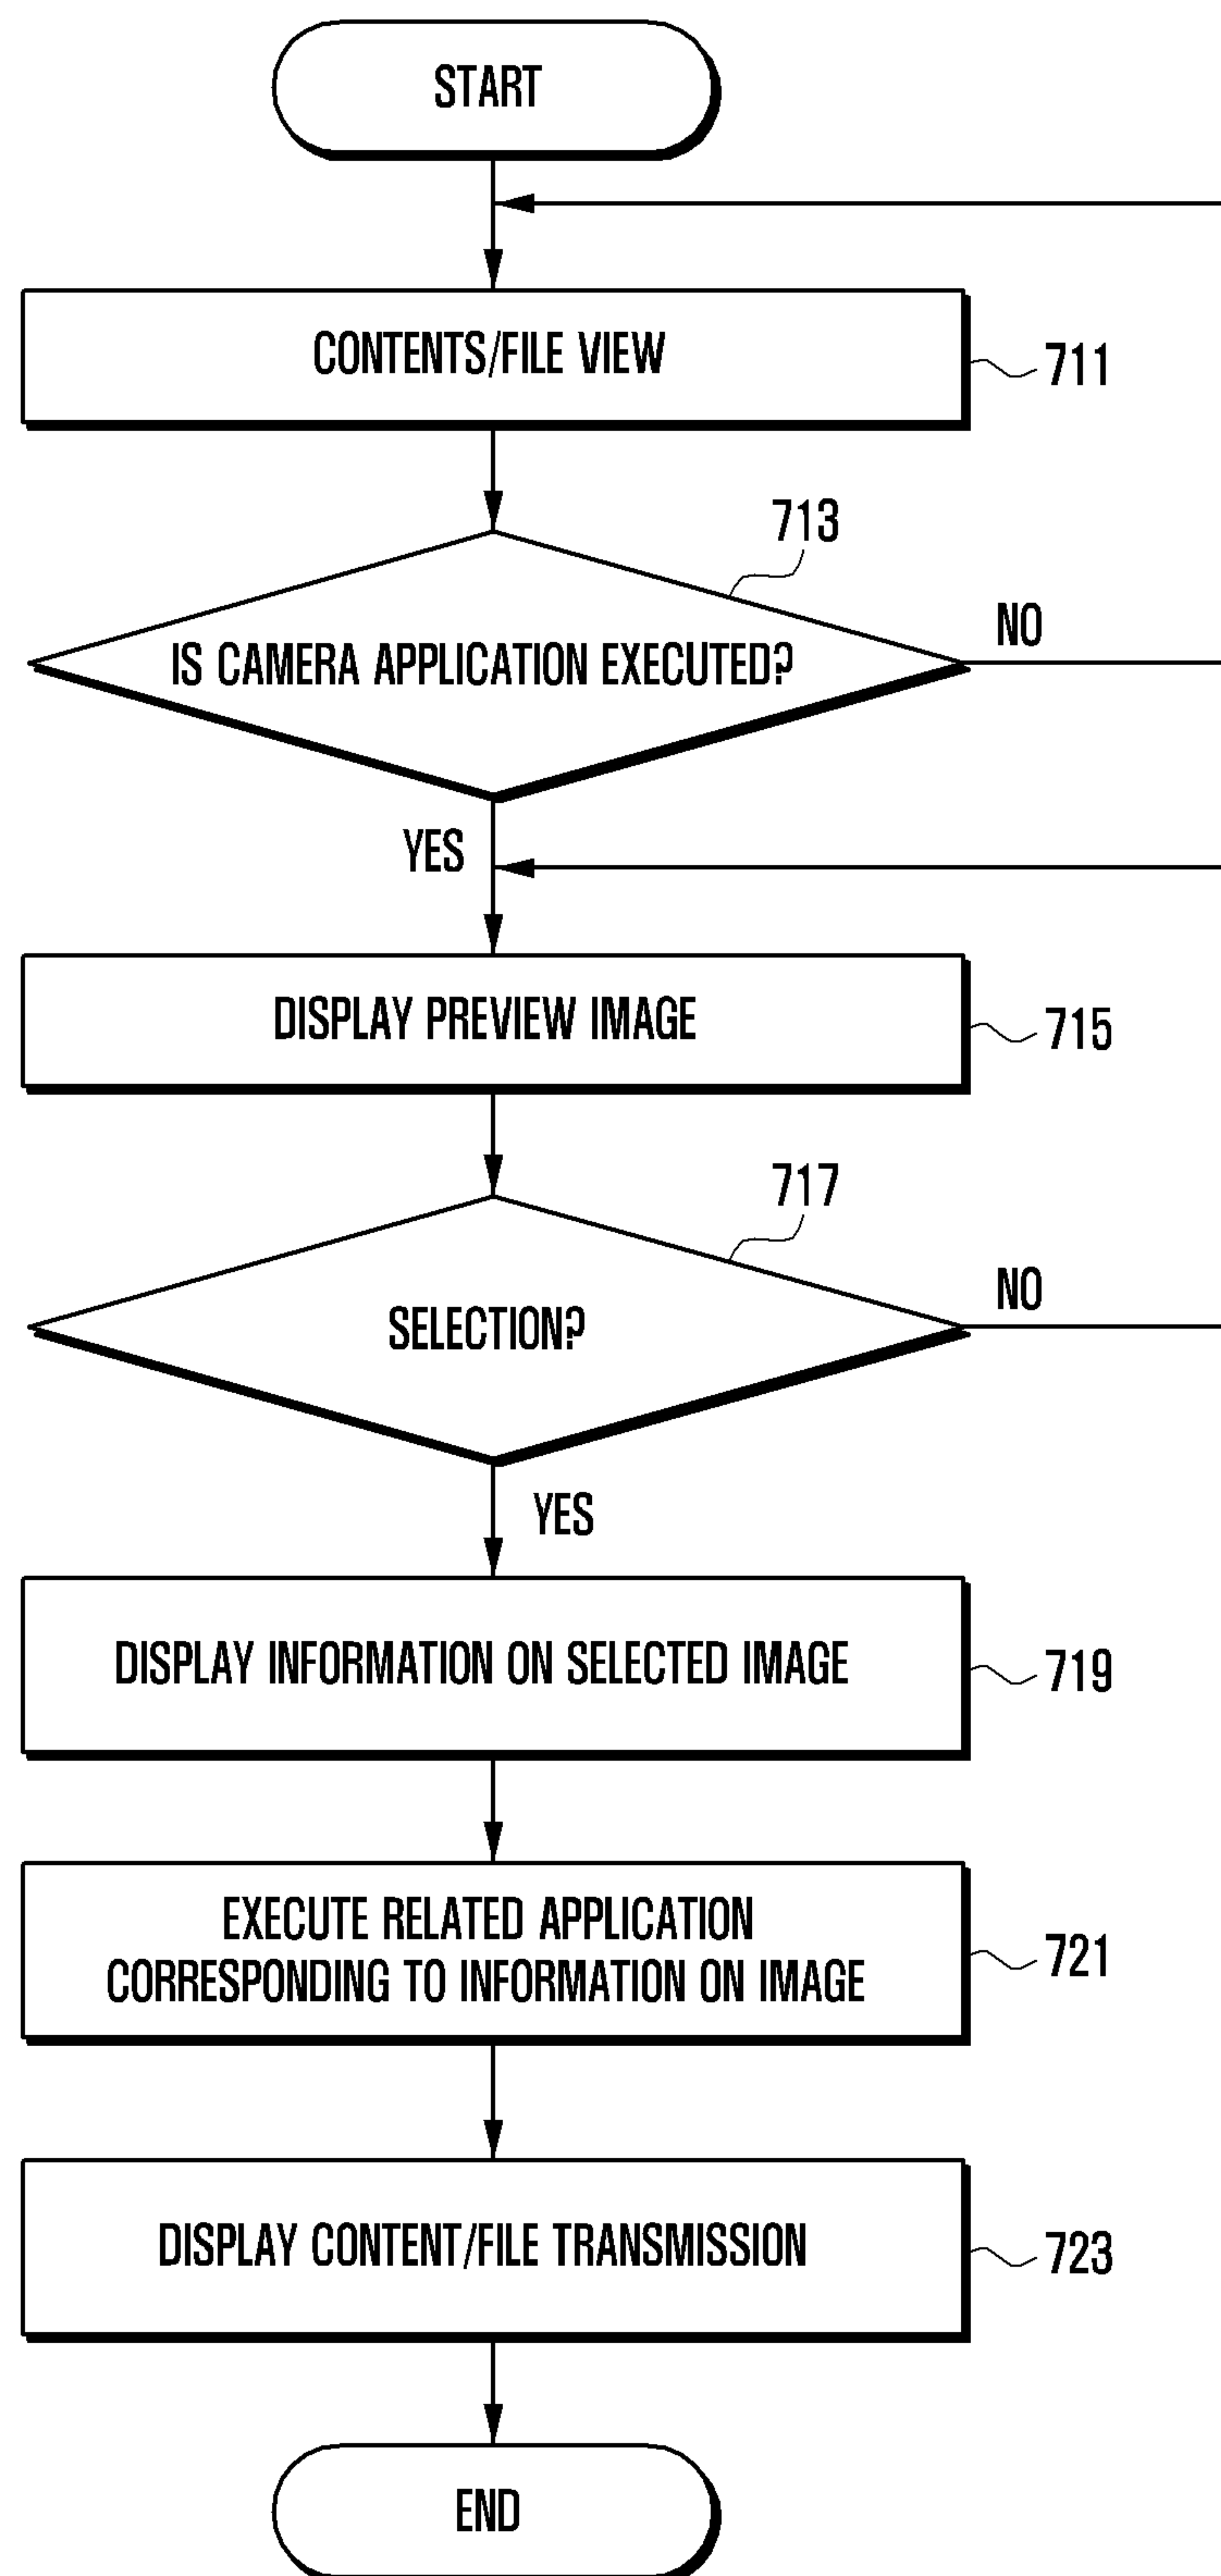 START
CONTENTS/FILE VIEW
711
713
IS CAMERA APPLICATION EXECUTED?
NO
YES
DISPLAY PREVIEW IMAGE
715
717
SELECTION?
NO
YES
DISPLAY INFORMATION ON SELECTED IMAGE
719
EXECUTE RELATED APPLICATION
CORRESPONDING TO INFORMATION ON IMAGE
721
DISPLAY CONTENT/FILE TRANSMISSION
723
END